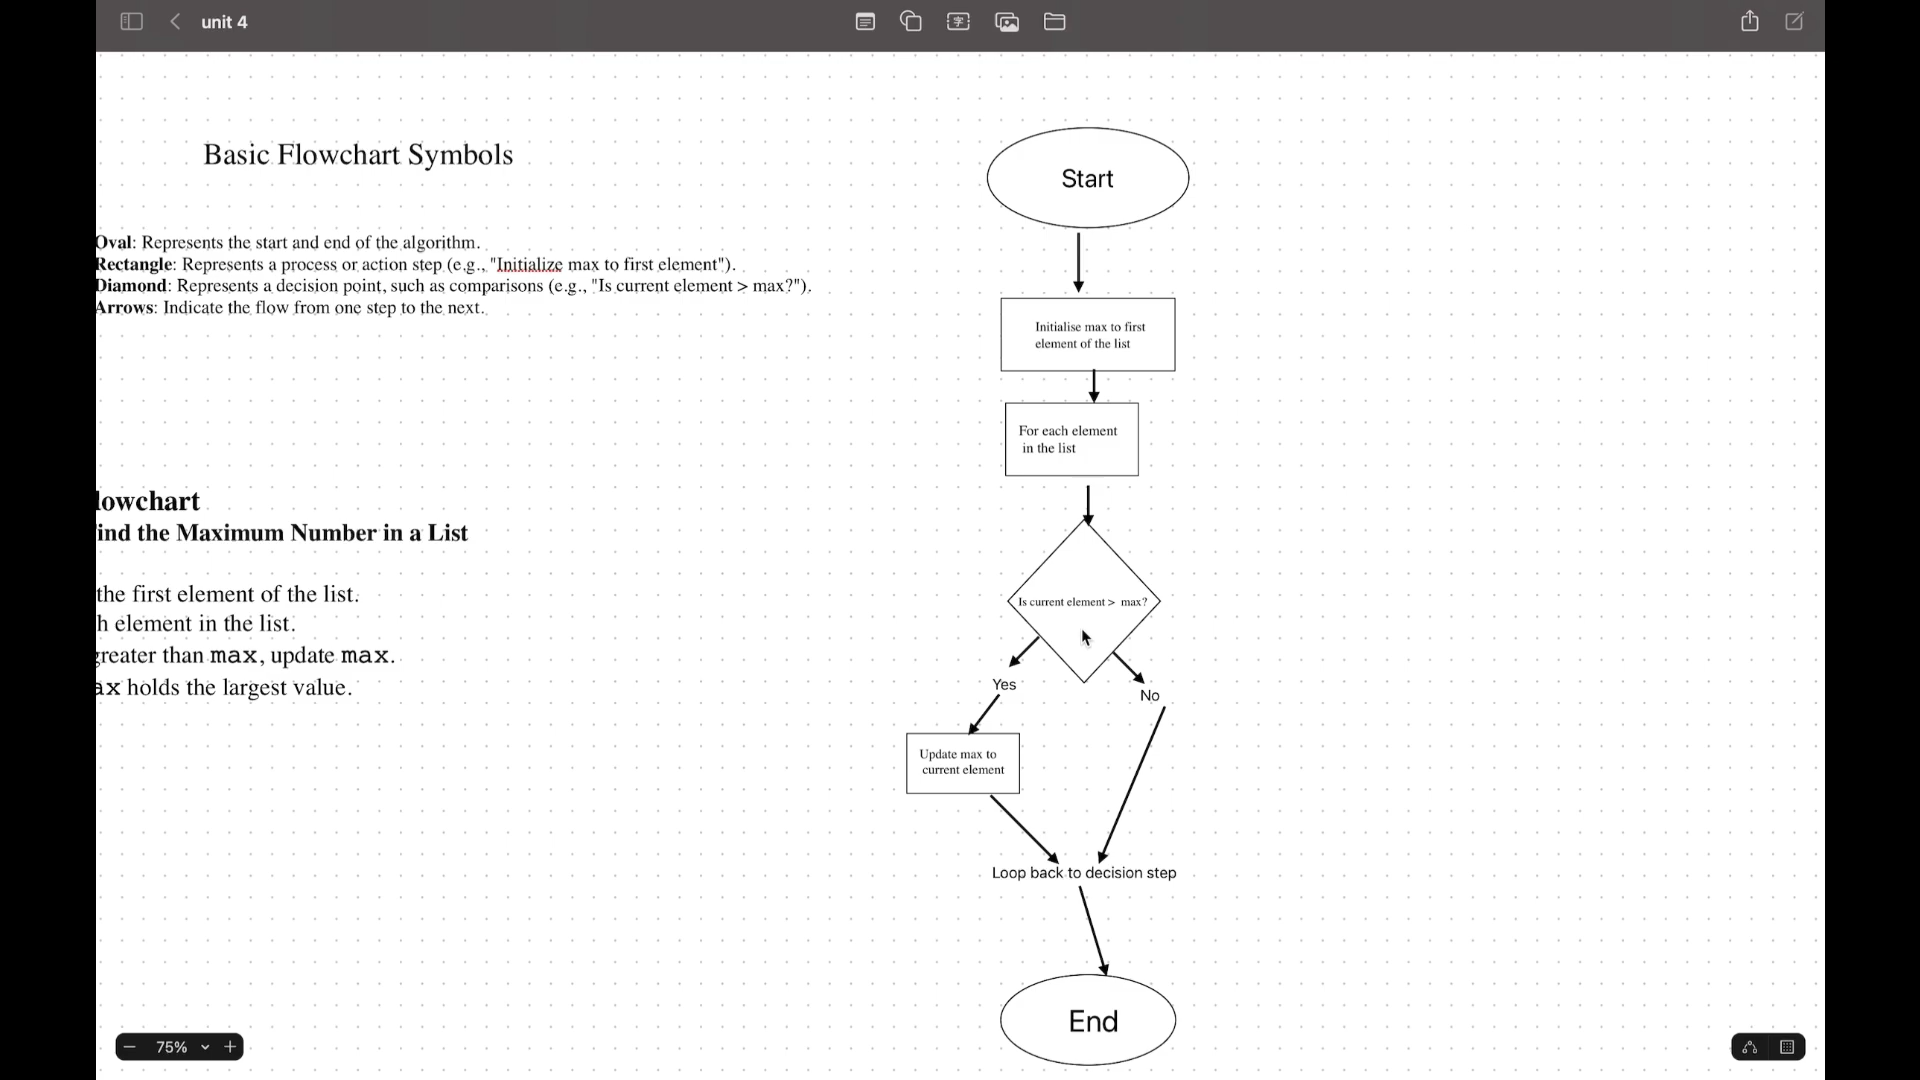 unit 4
Basic Flowchart Symbols
Oval: Represents the start and end of the algorithm.
Rectangle: Represents a process or action step (e.g., "Initialize max to first element").
Diamond: Represents a decision point, such as comparisons (e.g., "Is current element > max?").
Arrows: Indicate the flow from one step to the next.
lowchart
ind the Maximum Number in a List
the first element of the list.
h element in the list.
greater than max, update max.
ax holds the largest value.
Start
Initialise max to first
element of the list
For each element
in the list
Is current element > max?
Yes
No
Update max to
current element
Loop back to decision step
End
75%